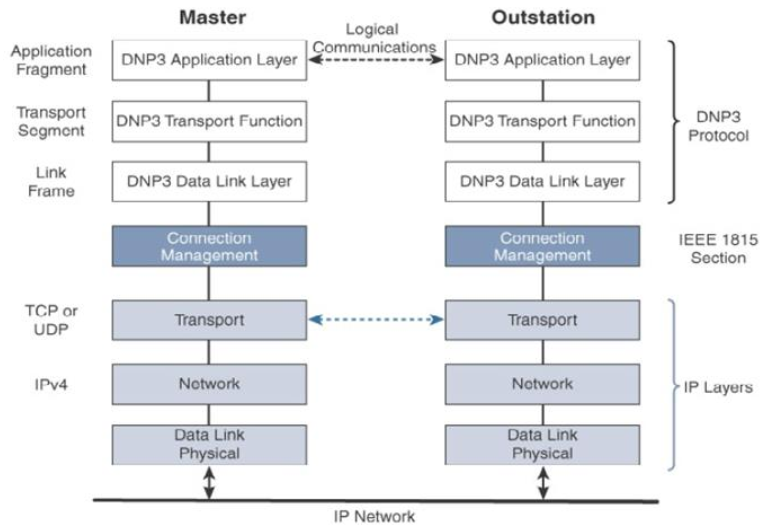 Master
Outstation
Logical
Communications
Application
Fragment
DNP3 Application Layer
DNP3 Application Layer
Transport
Segment
DNP3 Transport Function
DNP3 Transport Function
DNP3
Protocol
Link
Frame
DNP3 Data Link Layer
DNP3 Data Link Layer
Connection
Management
Connection
Management
IEEE 1815
Section
TCP or
UDP
Transport
Transport
IPv4
Network
Network
IP Layers
Data Link
Physical
Data Link
Physical
IP Network